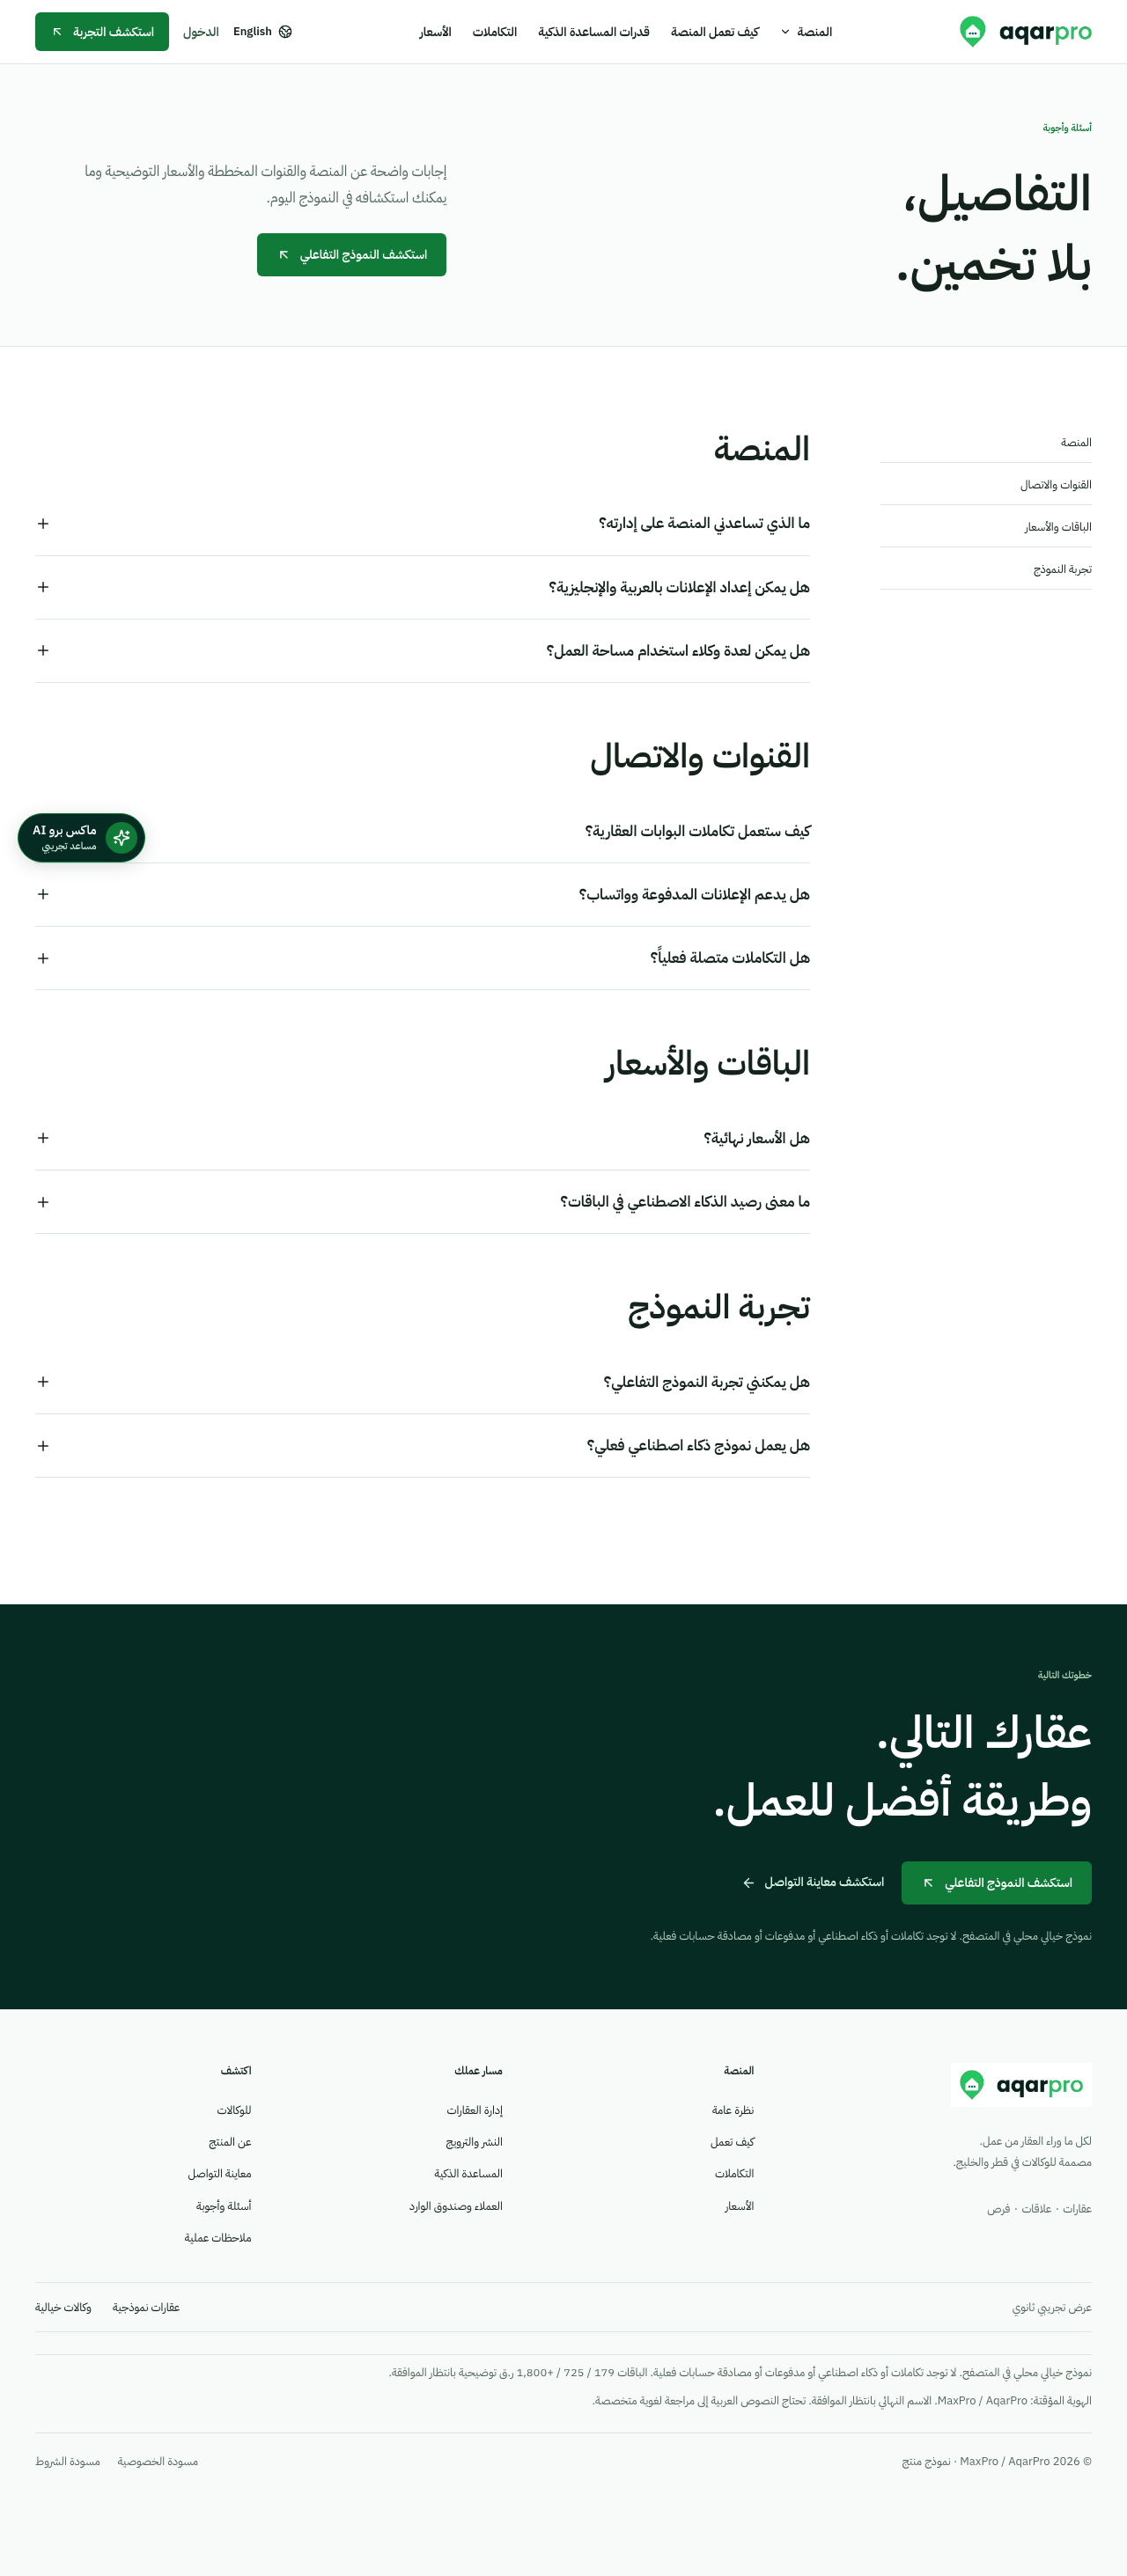 aqarpro
المنصة
كيف تعمل المنصة
قدرات المساعدة الذكية
التكاملات
الأسعار
English
الدخول
استكشف التجربة
أسئلة وأجوبة
التفاصيل،
بلا تخمين.
إجابات واضحة عن المنصة والقنوات المخططة والأسعار التوضيحية وما
يمكنك استكشافه في النموذج اليوم.
استكشف النموذج التفاعلي
المنصة
القنوات والاتصال
الباقات والأسعار
تجربة النموذج
المنصة
ما الذي تساعدني المنصة على إدارته؟
هل يمكن إعداد الإعلانات بالعربية والإنجليزية؟
هل يمكن لعدة وكلاء استخدام مساحة العمل؟
القنوات والاتصال
كيف ستعمل تكاملات البوابات العقارية؟
هل يدعم الإعلانات المدفوعة وواتساب؟
هل التكاملات متصلة فعلياً؟
ماكس برو AI
مساعد تجريبي
الباقات والأسعار
هل الأسعار نهائية؟
ما معنى رصيد الذكاء الاصطناعي في الباقات؟
تجربة النموذج
هل يمكنني تجربة النموذج التفاعلي؟
هل يعمل نموذج ذكاء اصطناعي فعلي؟
خطوتك التالية
عقارك التالي.
وطريقة أفضل للعمل.
استكشف النموذج التفاعلي
استكشف معاينة التواصل
نموذج خيالي محلي في المتصفح. لا توجد تكاملات أو ذكاء اصطناعي أو مدفوعات أو مصادقة حسابات فعلية.
aqarpro
لكل ما وراء العقار من عمل.
مصممة للوكالات في قطر والخليج.
عقارات · علاقات · فرص
المنصة
نظرة عامة
كيف تعمل
التكاملات
الأسعار
مسار عملك
إدارة العقارات
النشر والترويج
المساعدة الذكية
العملاء وصندوق الوارد
اكتشف
للوكالات
عن المنتج
معاينة التواصل
أسئلة وأجوبة
ملاحظات عملية
عرض تجريبي ثانوي
عقارات نموذجية
وكالات خيالية
نموذج خيالي محلي في المتصفح. لا توجد تكاملات أو ذكاء اصطناعي أو مدفوعات أو مصادقة حسابات فعلية. الباقات 179 / 725 / +1,800 ر.ق توضيحية بانتظار الموافقة.
الهوية المؤقتة: MaxPro / AqarPro. الاسم النهائي بانتظار الموافقة. تحتاج النصوص العربية إلى مراجعة لغوية متخصصة.
© 2026 MaxPro / AqarPro · نموذج منتج
مسودة الخصوصية
مسودة الشروط